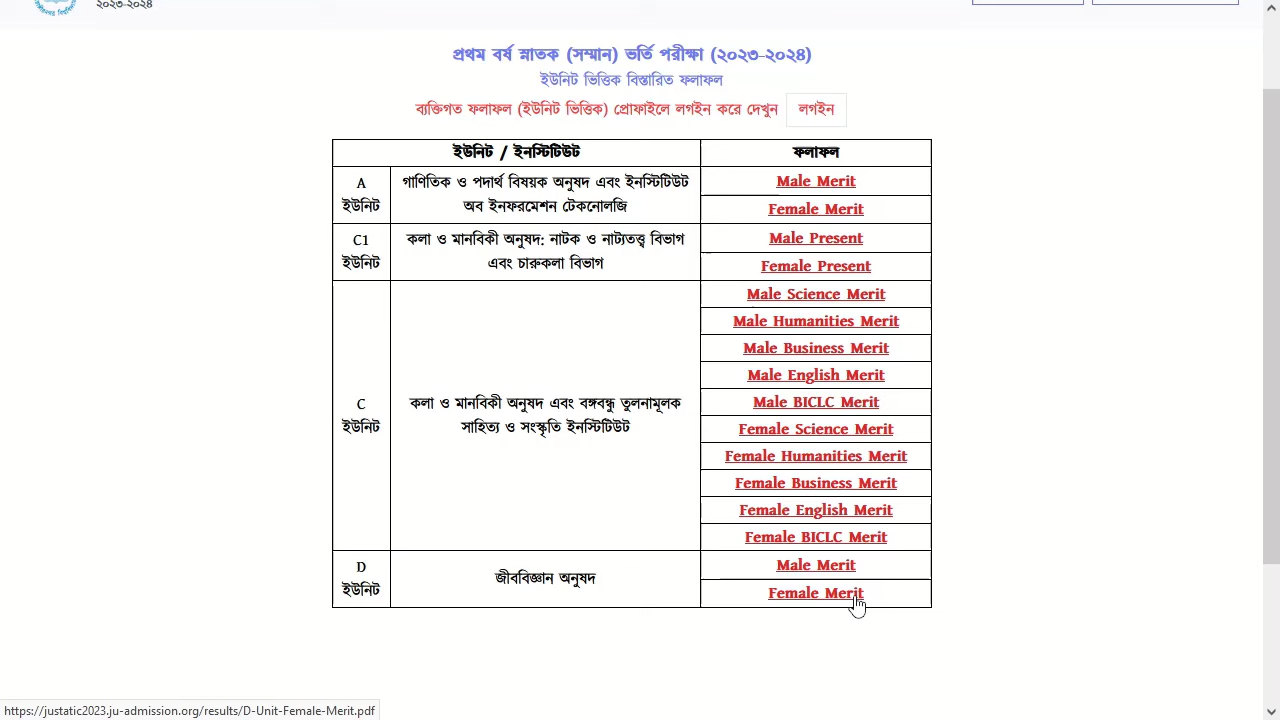 ২০২৩-২০২৪
প্রথম বর্ষ স্নাতক (সম্মান) ভর্তি পরীক্ষা (২০২৩-২০২৪)
ইউনিট ভিত্তিক বিস্তারিত ফলাফল
ব্যক্তিগত ফলাফল (ইউনিট ভিত্তিক) প্রোফাইলে লগইন করে দেখুন লগইন
ইউনিট / ইনস্টিটিউট ফলাফল
A
ইউনিট
গাণিতিক ও পদার্থ বিষয়ক অনুষদ এবং ইনস্টিটিউট
অব ইনফরমেশন টেকনোলজি
Male Merit
Female Merit
C1
ইউনিট
কলা ও মানবিকী অনুষদ: নাটক ও নাট্যতত্ত্ব বিভাগ
এবং চারুকলা বিভাগ
Male Present
Female Present
C
ইউনিট
কলা ও মানবিকী অনুষদ এবং বঙ্গবন্ধু তুলনামূলক
সাহিত্য ও সংস্কৃতি ইনস্টিটিউট
Male Science Merit
Male Humanities Merit
Male Business Merit
Male English Merit
Male BICLC Merit
Female Science Merit
Female Humanities Merit
Female Business Merit
Female English Merit
Female BICLC Merit
D
ইউনিট
জীববিজ্ঞান অনুষদ
Male Merit
Female Merit
https://justatic2023.ju-admission.org/results/D-Unit-Female-Merit.pdf